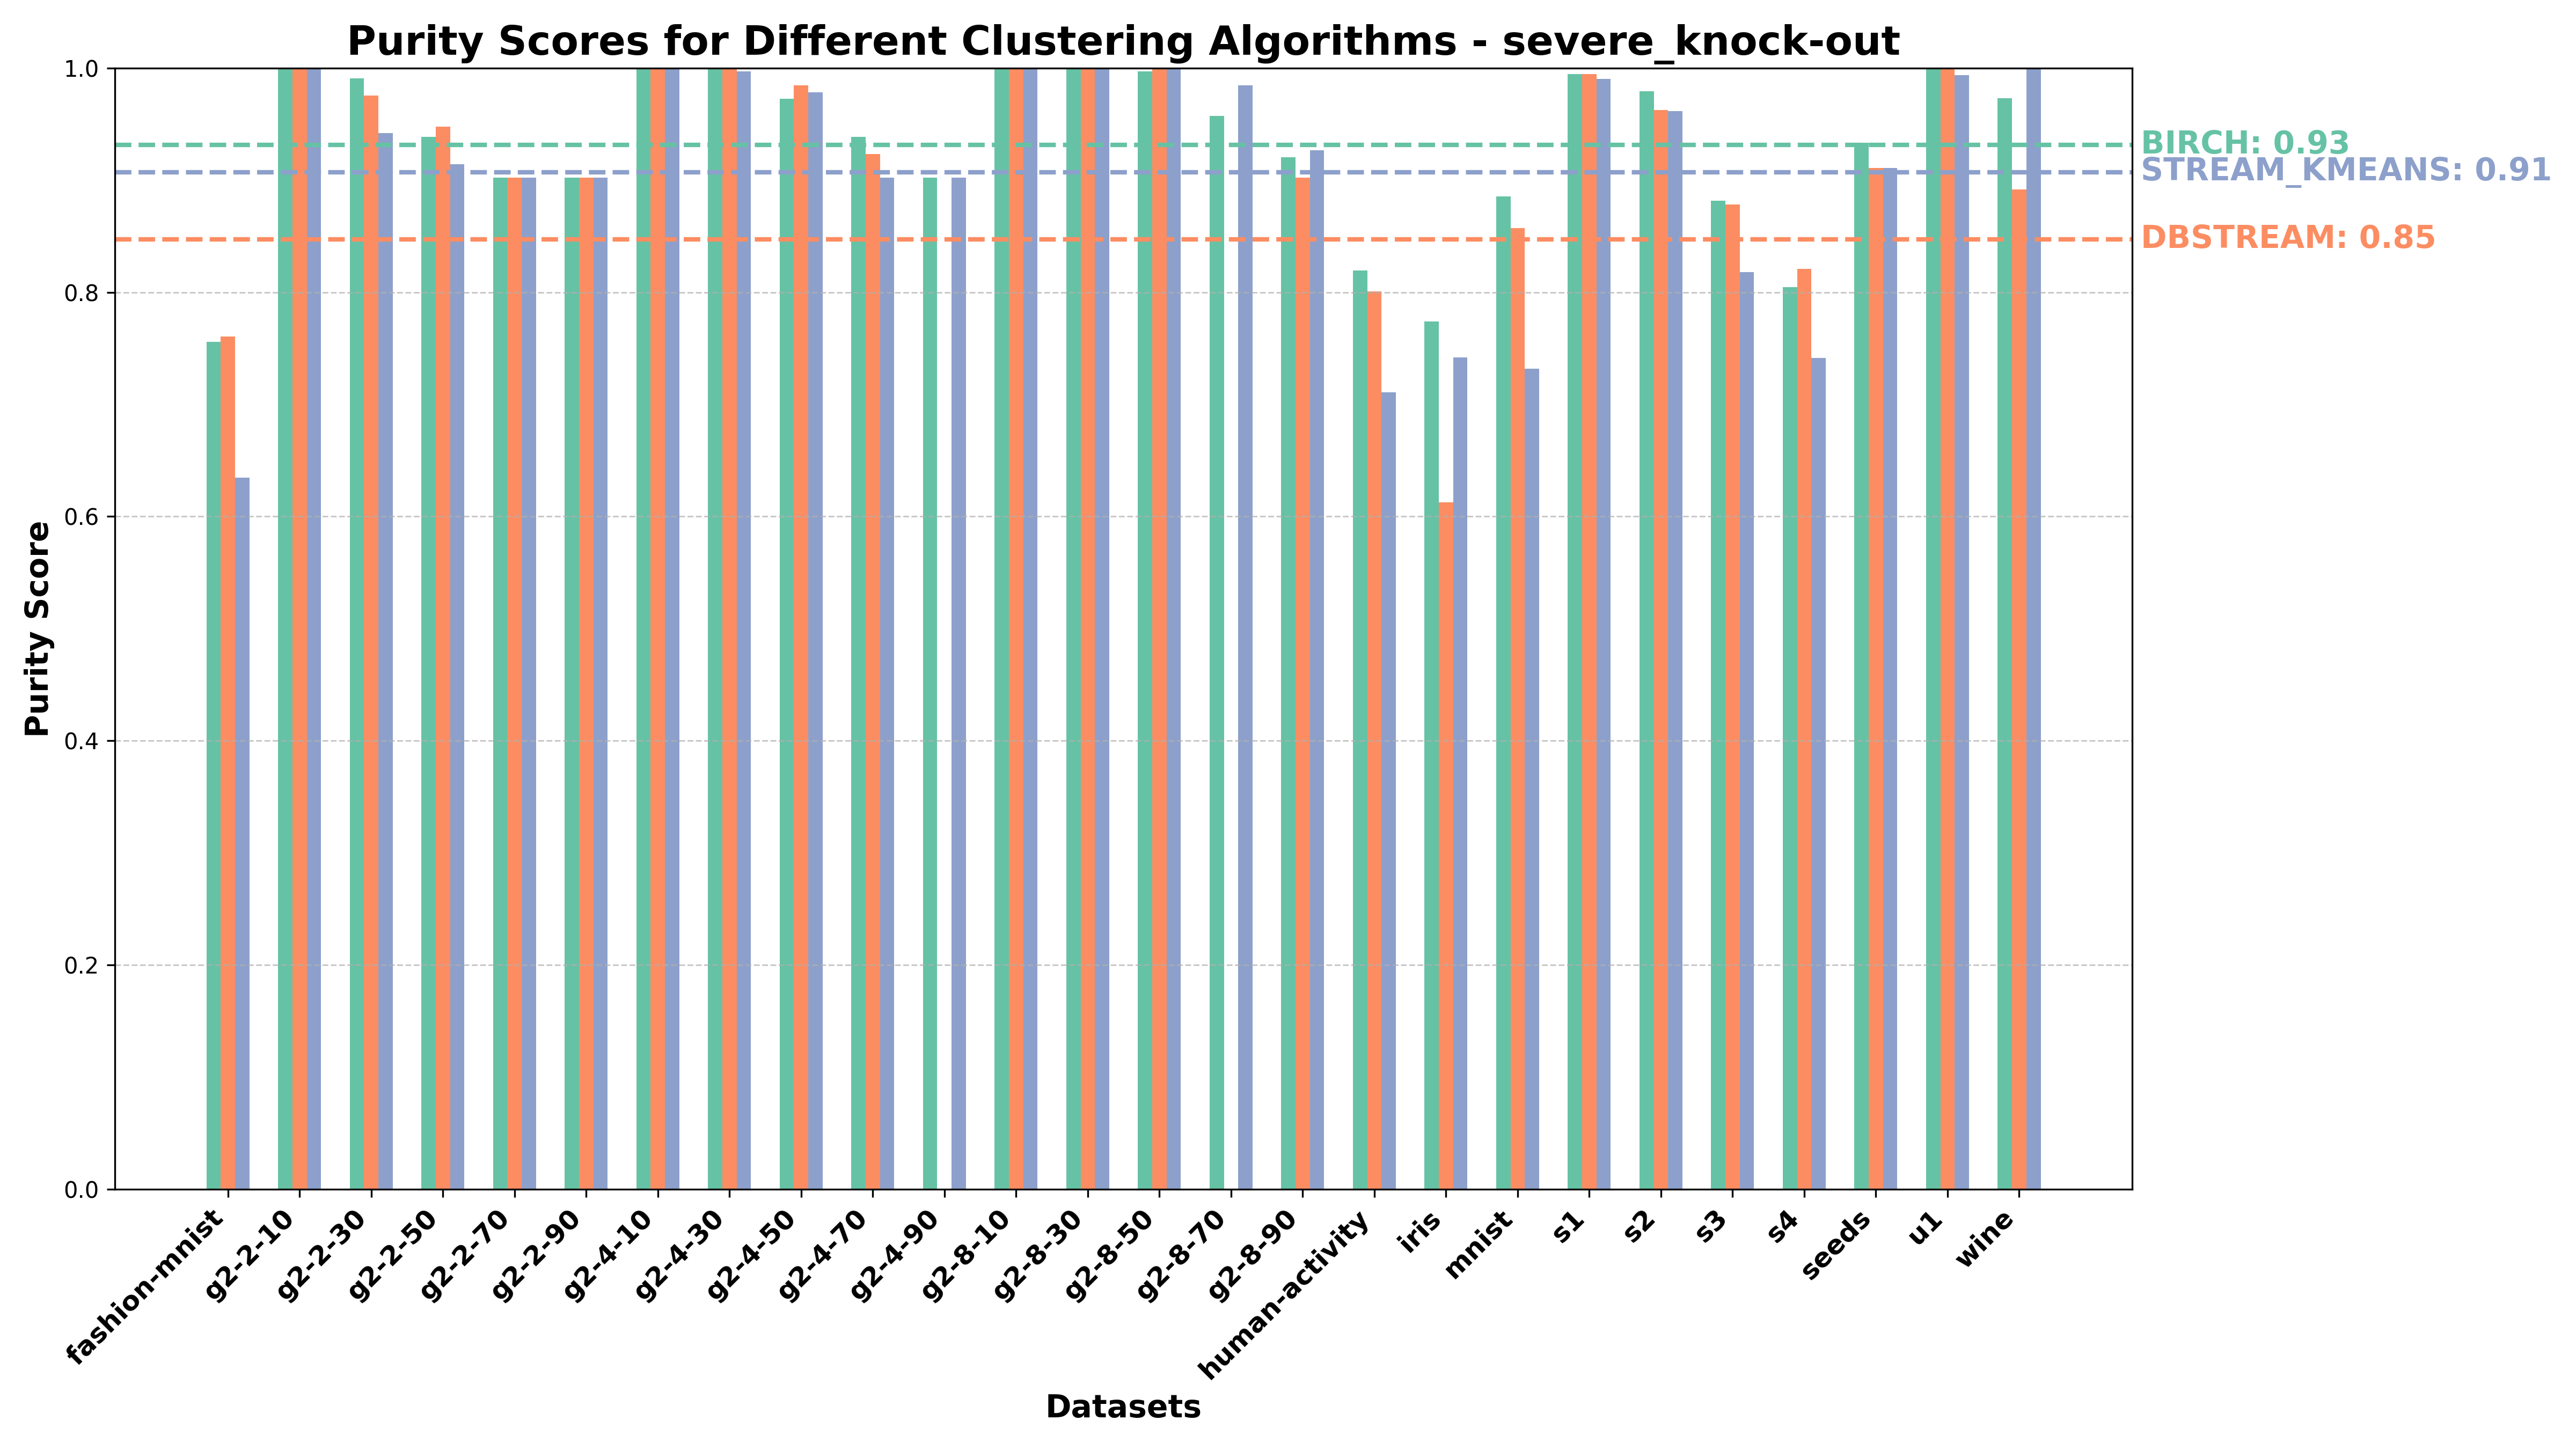 Purity Scores for Different Clustering Algorithms - severe_knock-out
1.0
0.8
0.6
0.4
0.2
0.0
Purity Score
BIRCH: 0.93
STREAM_KMEANS: 0.91
DBSTREAM: 0.85
fashion-mnist
g2-2-10
g2-2-30
g2-2-50
g2-2-70
g2-2-90
g2-4-10
g2-4-30
g2-4-50
g2-4-70
g2-4-90
g2-8-10
g2-8-30
g2-8-50
g2-8-70
g2-8-90
human-activity
iris
mnist
s1
s2
s3
s4
seeds
u1
wine
Datasets